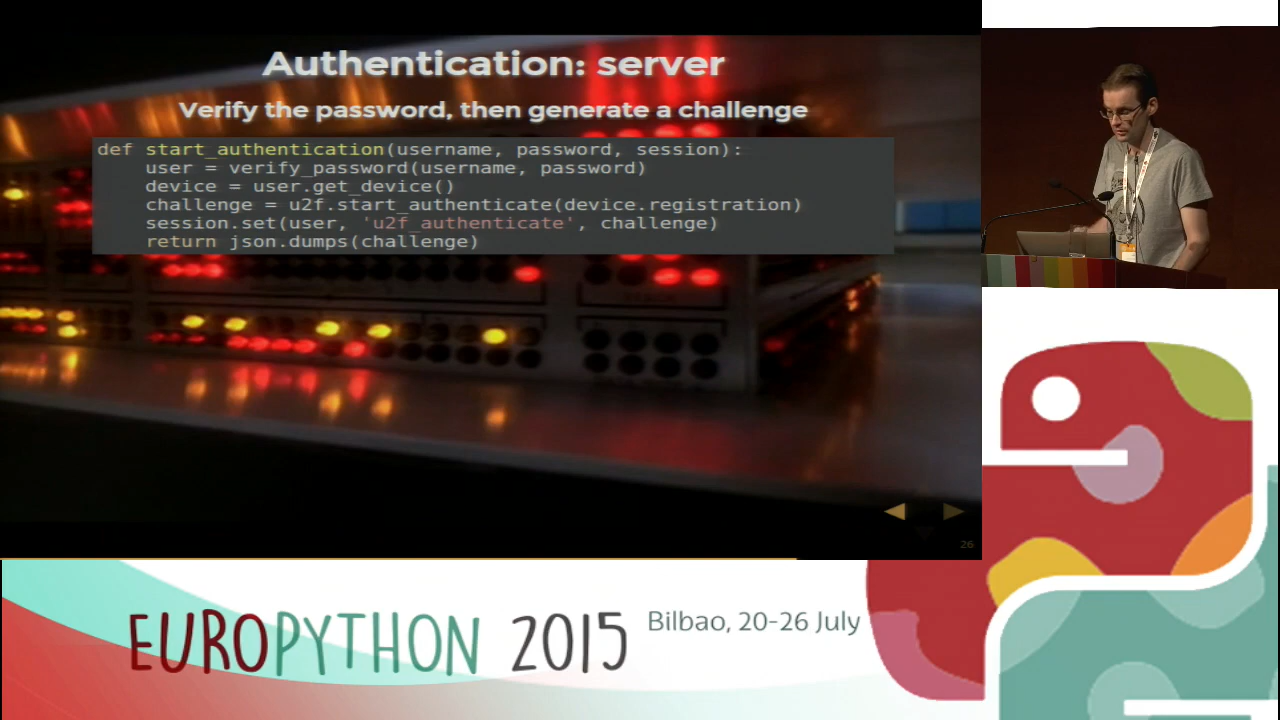 Authentication: server
Verify the password, then generate a challenge
def start_authentication(username, password, session):
    user = verify_password(username, password)
    device = user.get_device()
    challenge = u2f.start_authenticate(device.registration)
    session.set(user, 'u2f_authenticate', challenge)
    return json.dumps(challenge)
26
EUROPYTHON 2015
Bilbao, 20-26 July